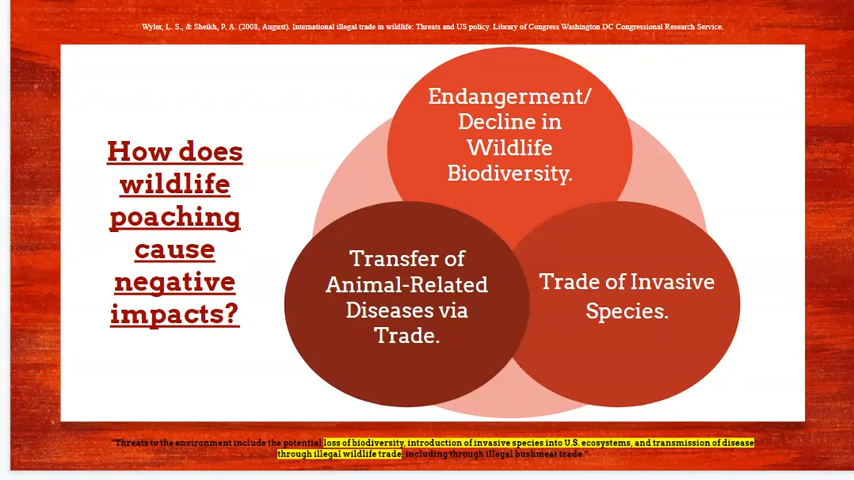 Wyler, L. S., & Sheikh, P. A. (2008, August). International illegal trade in wildlife: Threats and US policy. Library of Congress Washington DC Congressional Research Service.
How does
wildlife
poaching
cause
negative
impacts?
Endangerment/
Decline in
Wildlife
Biodiversity.
Transfer of
Animal-Related
Diseases via
Trade.
Trade of Invasive
Species.
"Threats to the environment include the potential loss of biodiversity, introduction of invasive species into U.S. ecosystems, and transmission of disease
through illegal wildlife trade, including through illegal bushmeat trade."